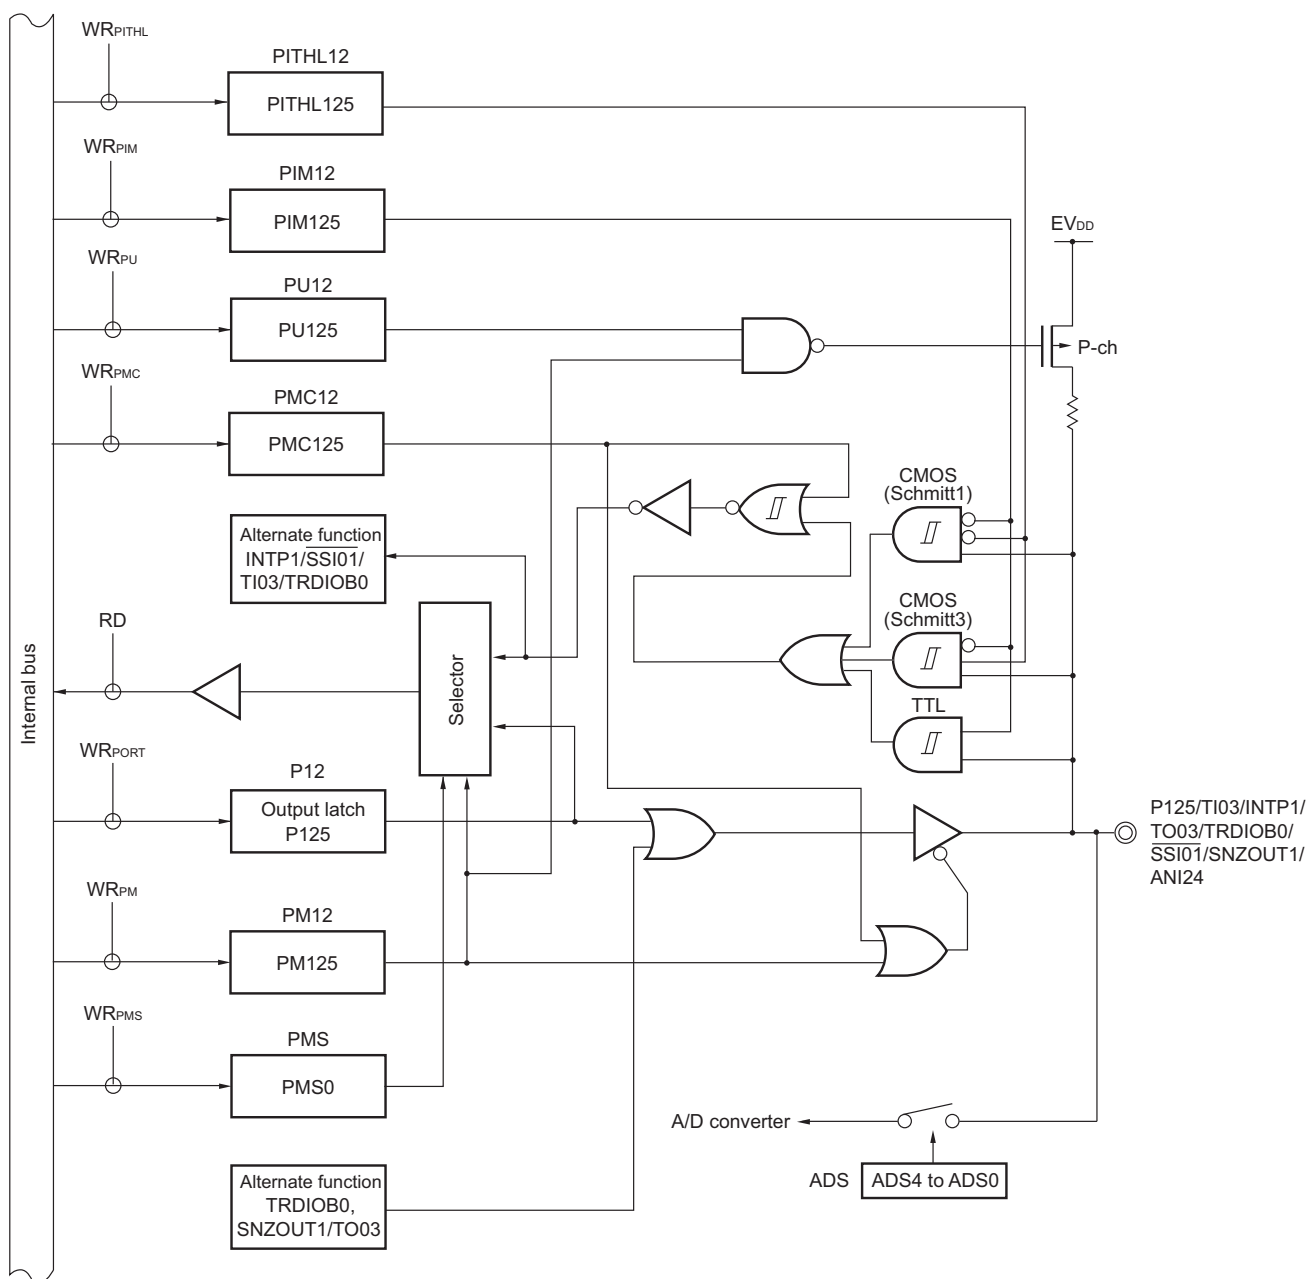 WRPITHL
PITHL12
PITHL125
WRPIM
PIM12
PIM125
EVDD
WRPU
PU12
PU125
P-ch
WRPMC
PMC12
PMC125
CMOS
(Schmitt1)
Alternate function
INTP1/SSI01/
TI03/TRDIOB0
CMOS
(Schmitt3)
RD
Internal bus
Selector
TTL
WRPORT
P12
Output latch
P125
P125/TI03/INTP1/
TO03/TRDIOB0/
SSI01/SNZOUT1/
ANI24
WRPM
PM12
PM125
WRPMS
PMS
PMS0
A/D converter
ADS
ADS4 to ADS0
Alternate function
TRDIOB0,
SNZOUT1/TO03